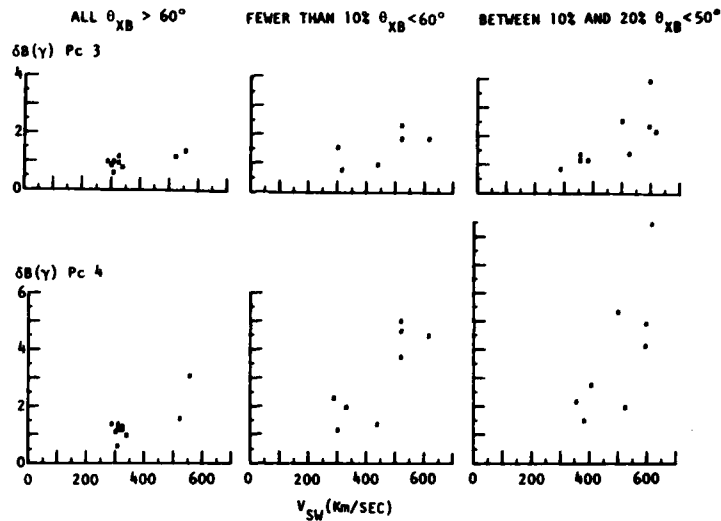 ALL θXB > 60° FEWER THAN 10% θXB<60° BETWEEN 10% AND 20% θXB<50°
δB(γ) Pc 3
4
2
0
δB(γ) Pc 4
6
4
2
0
0 200 400 600 0 200 400 600 0 200 400 600
VSW(Km/SEC)